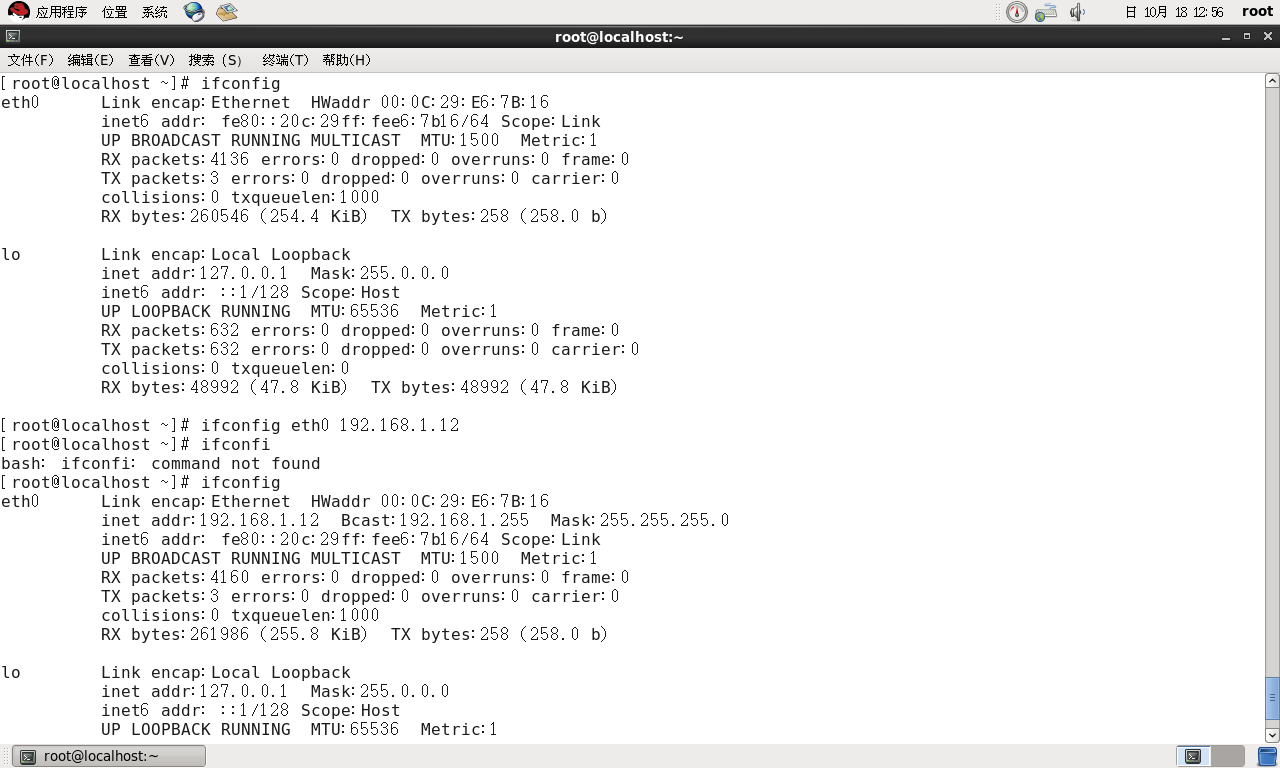 应用程序 位置 系统 日 10月 18 12:56 root
root@localhost:~
文件(F) 编辑(E) 查看(V) 搜索 (S) 终端(T) 帮助(H)
[root@localhost ~]# ifconfig
eth0 Link encap:Ethernet HWaddr 00:0C:29:E6:7B:16
inet6 addr: fe80::20c:29ff:fee6:7b16/64 Scope:Link
UP BROADCAST RUNNING MULTICAST MTU:1500 Metric:1
RX packets:4136 errors:0 dropped:0 overruns:0 frame:0
TX packets:3 errors:0 dropped:0 overruns:0 carrier:0
collisions:0 txqueuelen:1000
RX bytes:260546 (254.4 KiB) TX bytes:258 (258.0 b)
lo Link encap:Local Loopback
inet addr:127.0.0.1 Mask:255.0.0.0
inet6 addr: ::1/128 Scope:Host
UP LOOPBACK RUNNING MTU:65536 Metric:1
RX packets:632 errors:0 dropped:0 overruns:0 frame:0
TX packets:632 errors:0 dropped:0 overruns:0 carrier:0
collisions:0 txqueuelen:0
RX bytes:48992 (47.8 KiB) TX bytes:48992 (47.8 KiB)
[root@localhost ~]# ifconfig eth0 192.168.1.12
[root@localhost ~]# ifconfi
bash: ifconfi: command not found
[root@localhost ~]# ifconfig
eth0 Link encap:Ethernet HWaddr 00:0C:29:E6:7B:16
inet addr:192.168.1.12 Bcast:192.168.1.255 Mask:255.255.255.0
inet6 addr: fe80::20c:29ff:fee6:7b16/64 Scope:Link
UP BROADCAST RUNNING MULTICAST MTU:1500 Metric:1
RX packets:4160 errors:0 dropped:0 overruns:0 frame:0
TX packets:3 errors:0 dropped:0 overruns:0 carrier:0
collisions:0 txqueuelen:1000
RX bytes:261986 (255.8 KiB) TX bytes:258 (258.0 b)
lo Link encap:Local Loopback
inet addr:127.0.0.1 Mask:255.0.0.0
inet6 addr: ::1/128 Scope:Host
UP LOOPBACK RUNNING MTU:65536 Metric:1
root@localhost:~